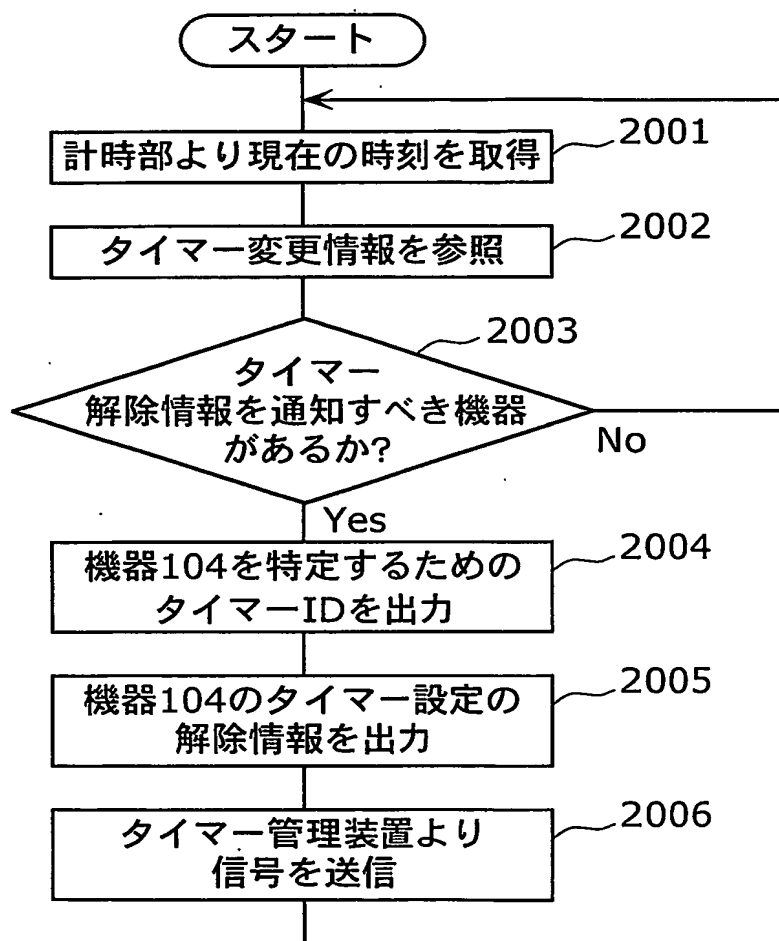 スタート
計時部より現在の時刻を取得
2001
タイマー変更情報を参照
2002
2003
タイマー
解除情報を通知すべき機器
があるか?
No
Yes
機器104を特定するための
タイマーIDを出力
2004
機器104のタイマー設定の
解除情報を出力
2005
タイマー管理装置より
信号を送信
2006